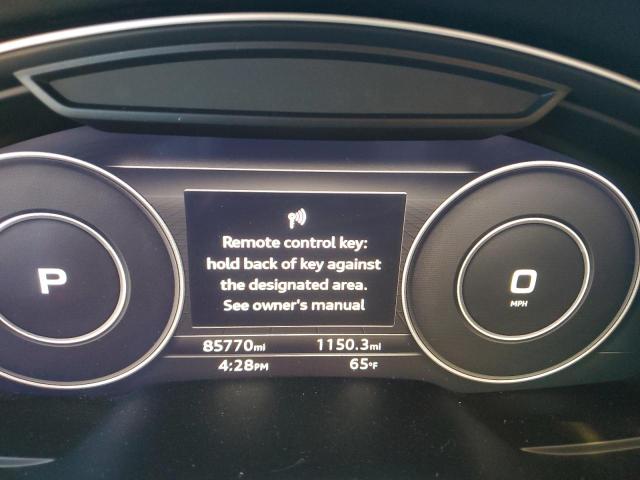 Remote control key:
hold back of key against
the designated area.
See owner's manual
P
0
MPH
85770mi 1150.3mi
4:28PM 65°F